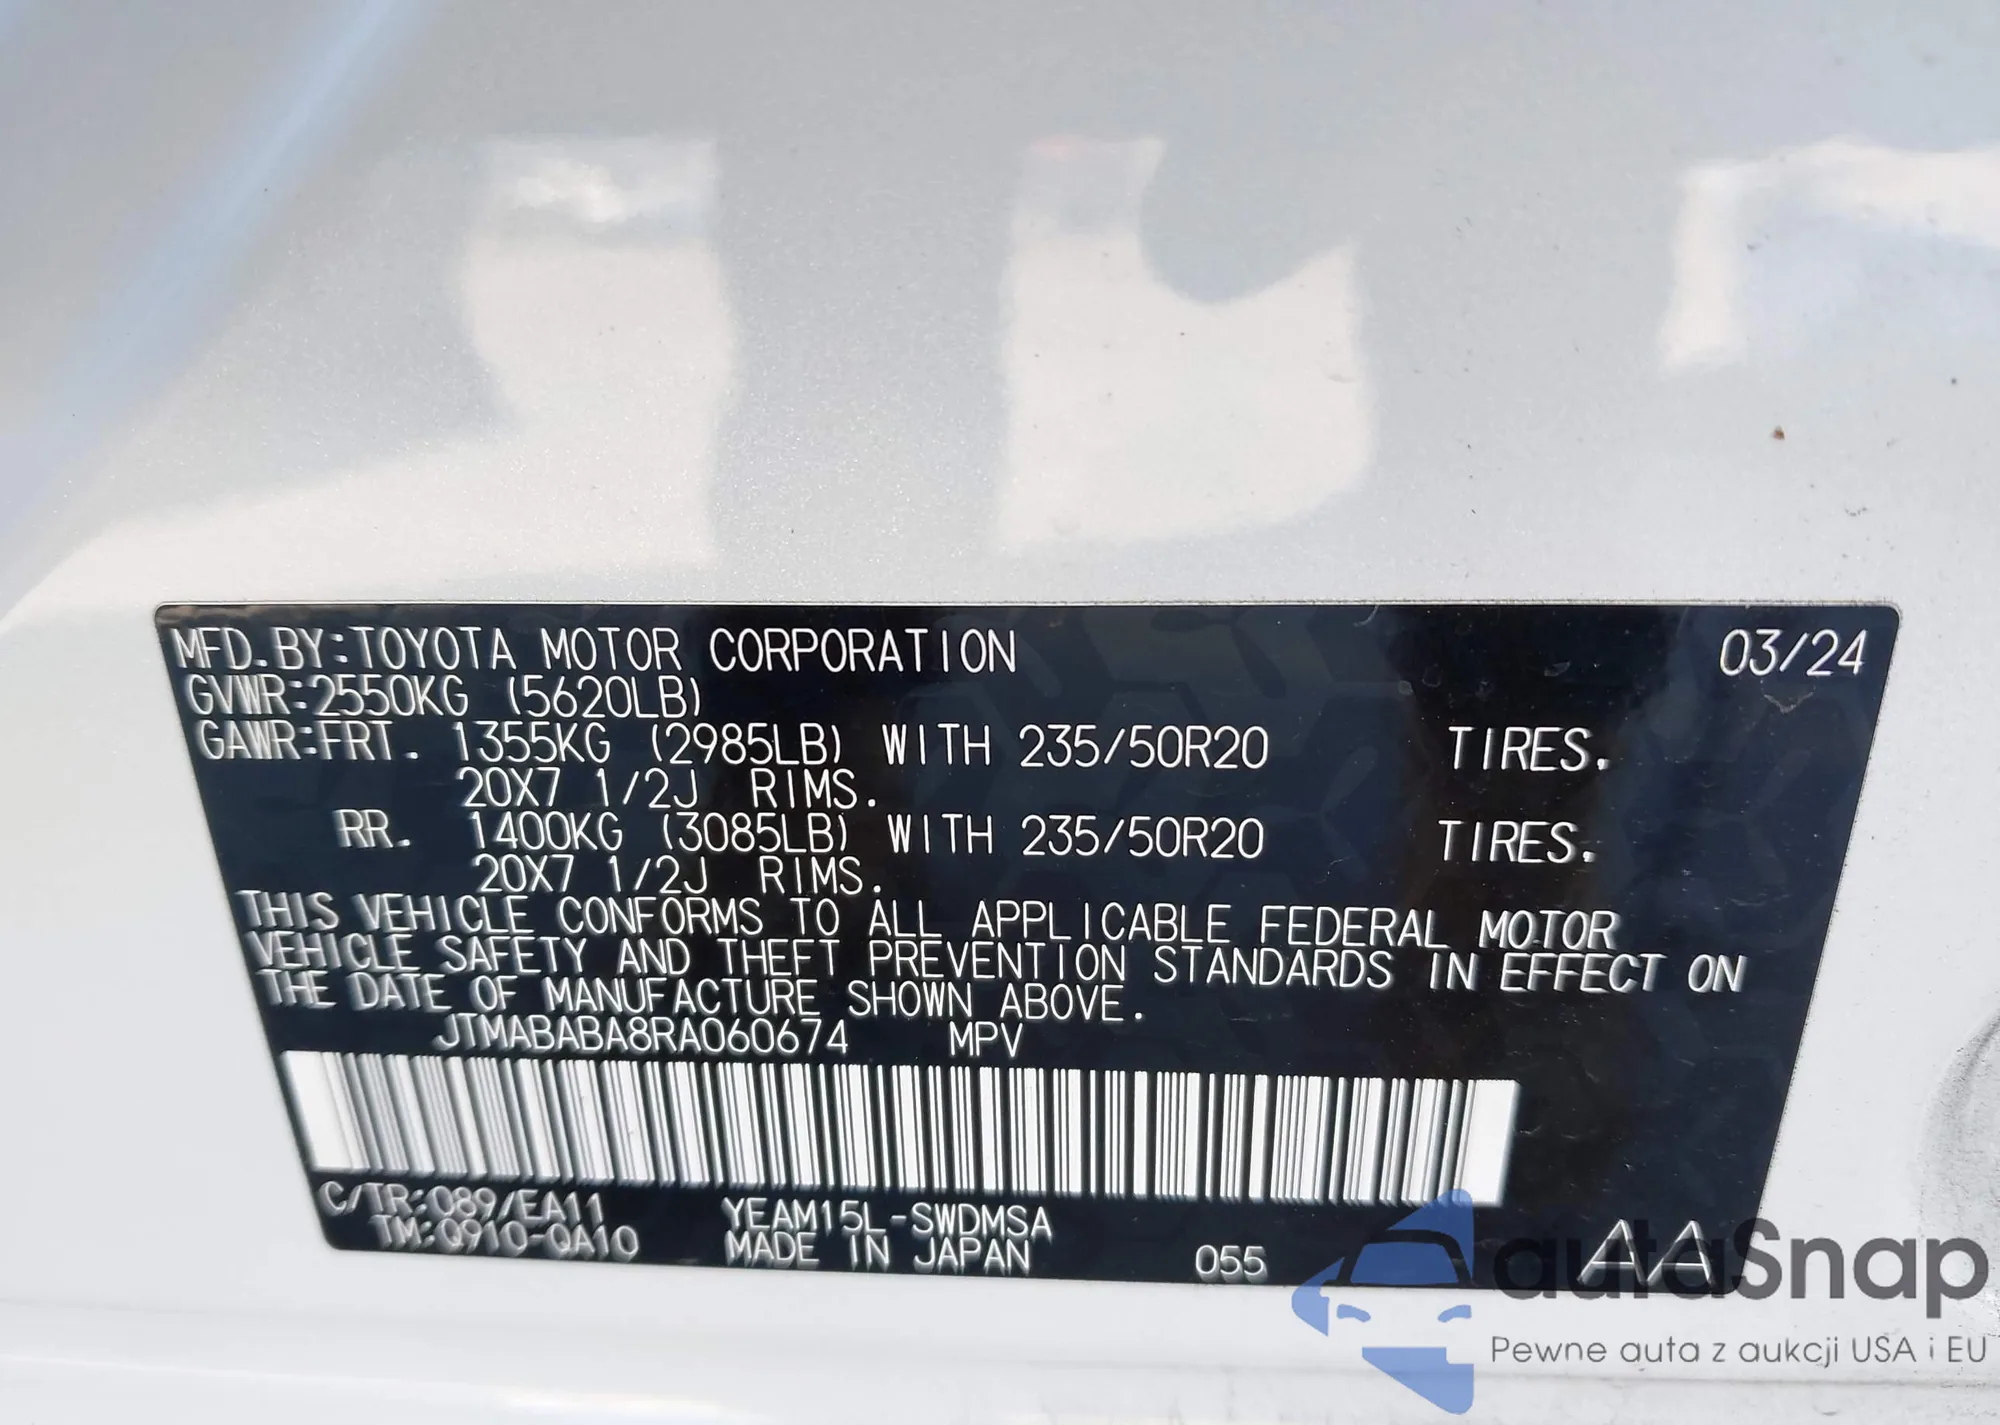 MFD. BY: TOYOTA MOTOR CORPORATION 03/24
GVWR: 2550KG (5620LB)
GAWR: FRT. 1355KG (2985LB) WITH 235/50R20 TIRES.
20X7 1/2J RIMS.
RR. 1400KG (3085LB) WITH 235/50R20 TIRES.
20X7 1/2J RIMS.
THIS VEHICLE CONFORMS TO ALL APPLICABLE FEDERAL MOTOR
VEHICLE SAFETY AND THEFT PREVENTION STANDARDS IN EFFECT ON
THE DATE OF MANUFACTURE SHOWN ABOVE.
JTMABABA8RA060674 MPV
C/TR: 089/EA11 YEAM15L-SWDMSA
TM: Q910-QA10 MADE IN JAPAN 055 AA
autaSnap
Pewne auta z aukcji USA i EU